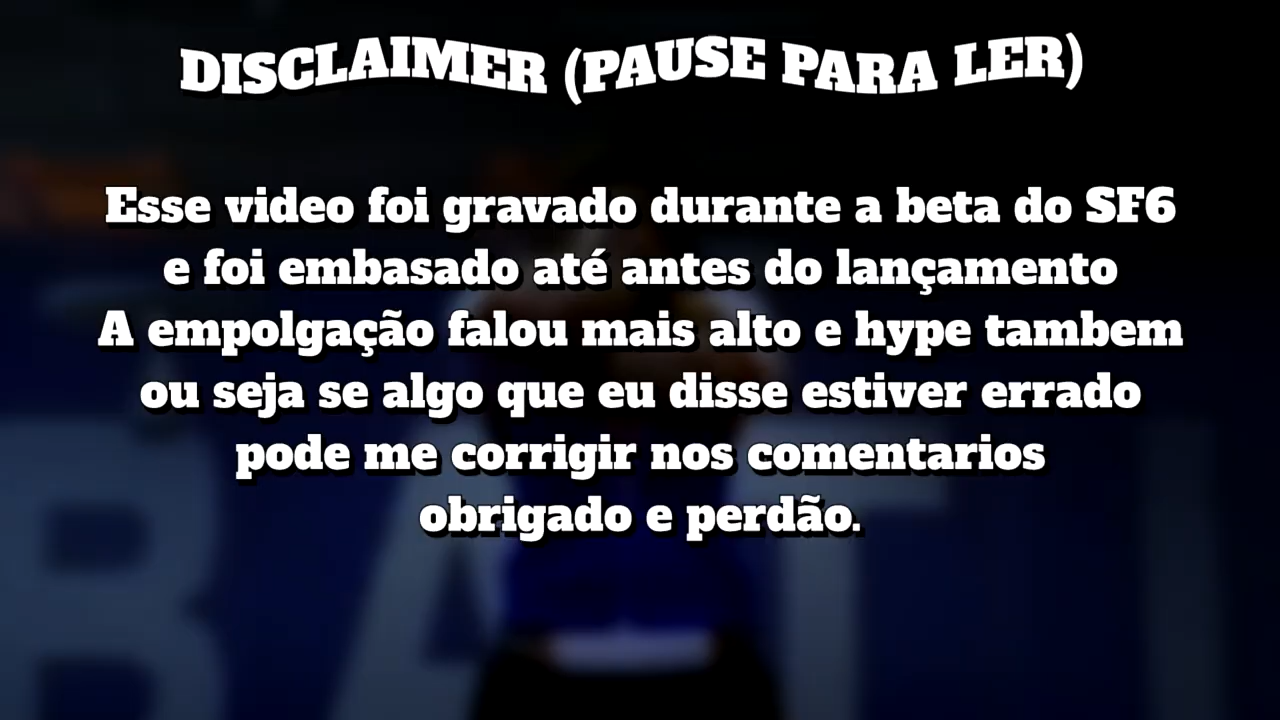 DISCLAIMER (PAUSE PARA LER)
Esse video foi gravado durante a beta do SF6
e foi embasado até antes do lançamento
A empolgação falou mais alto e hype tambem
ou seja se algo que eu disse estiver errado
pode me corrigir nos comentarios
obrigado e perdão.